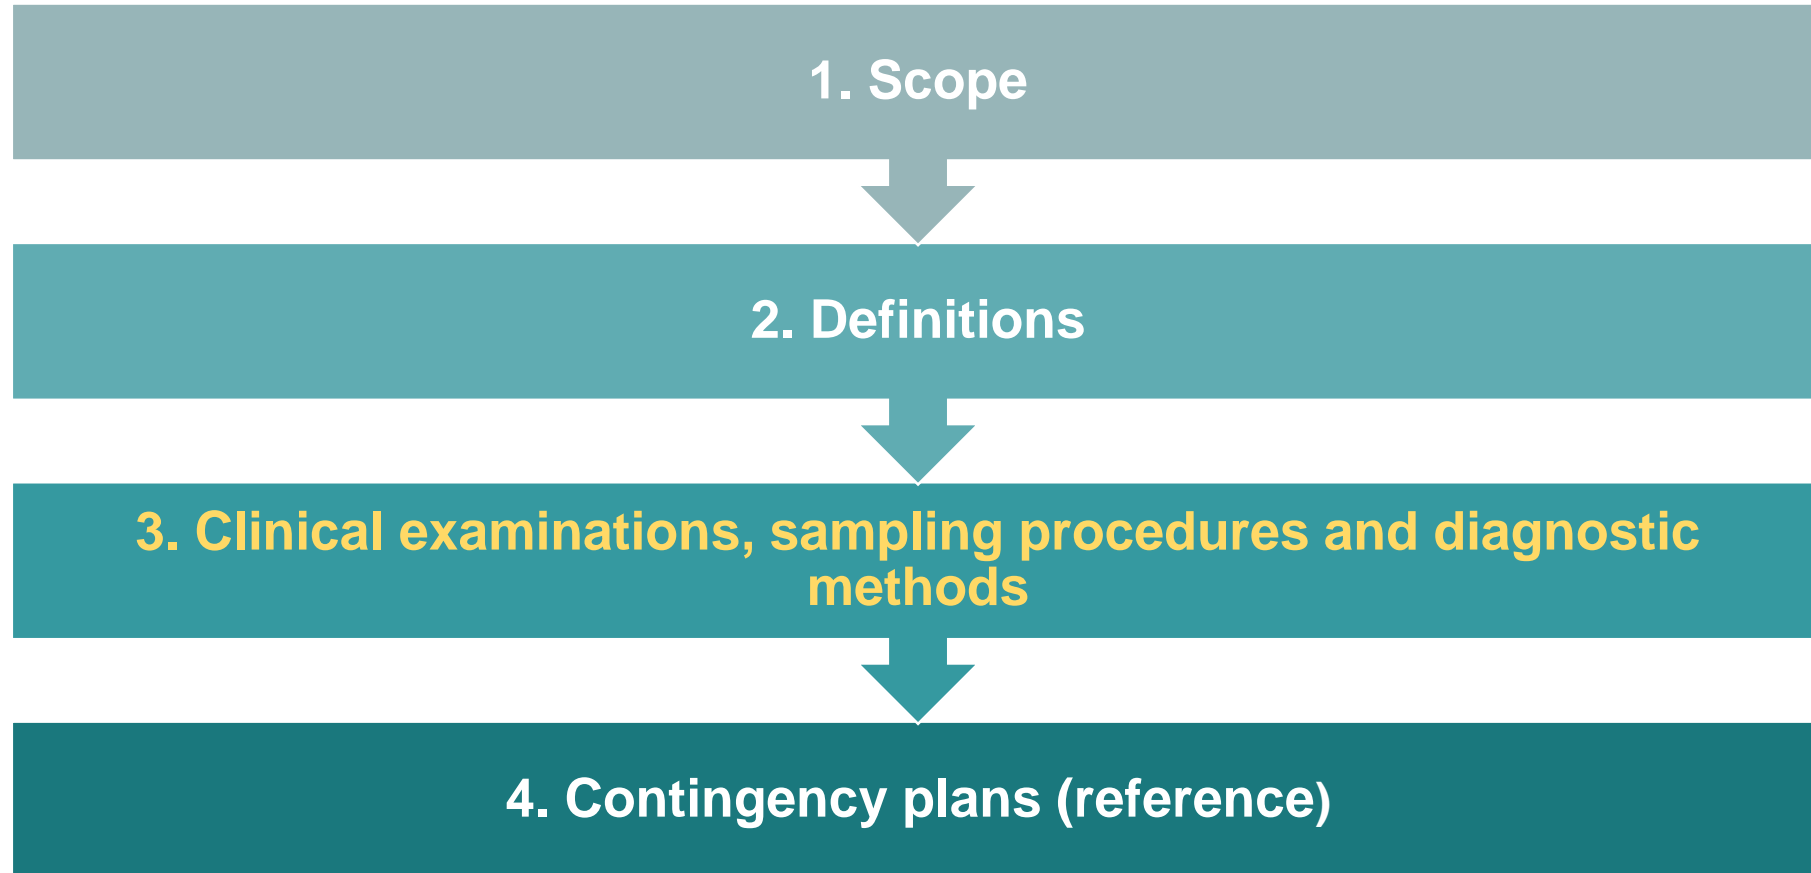 1. Scope
2. Definitions
3. Clinical examinations, sampling procedures and diagnostic
methods
4. Contingency plans (reference)